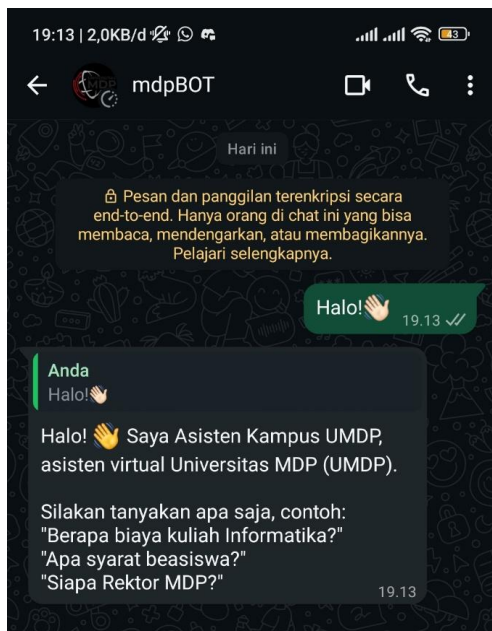 19:13 | 2,0KB/d
43
mdpBOT
Hari ini
Pesan dan panggilan terenkripsi secara
end-to-end. Hanya orang di chat ini yang bisa
membaca, mendengarkan, atau membagikannya.
Pelajari selengkapnya.
Halo!👋🏻
19.13
Anda
Halo!👋🏻
Halo! 👋 Saya Asisten Kampus UMDP,
asisten virtual Universitas MDP (UMDP).
Silakan tanyakan apa saja, contoh:
"Berapa biaya kuliah Informatika?"
"Apa syarat beasiswa?"
"Siapa Rektor MDP?"
19.13